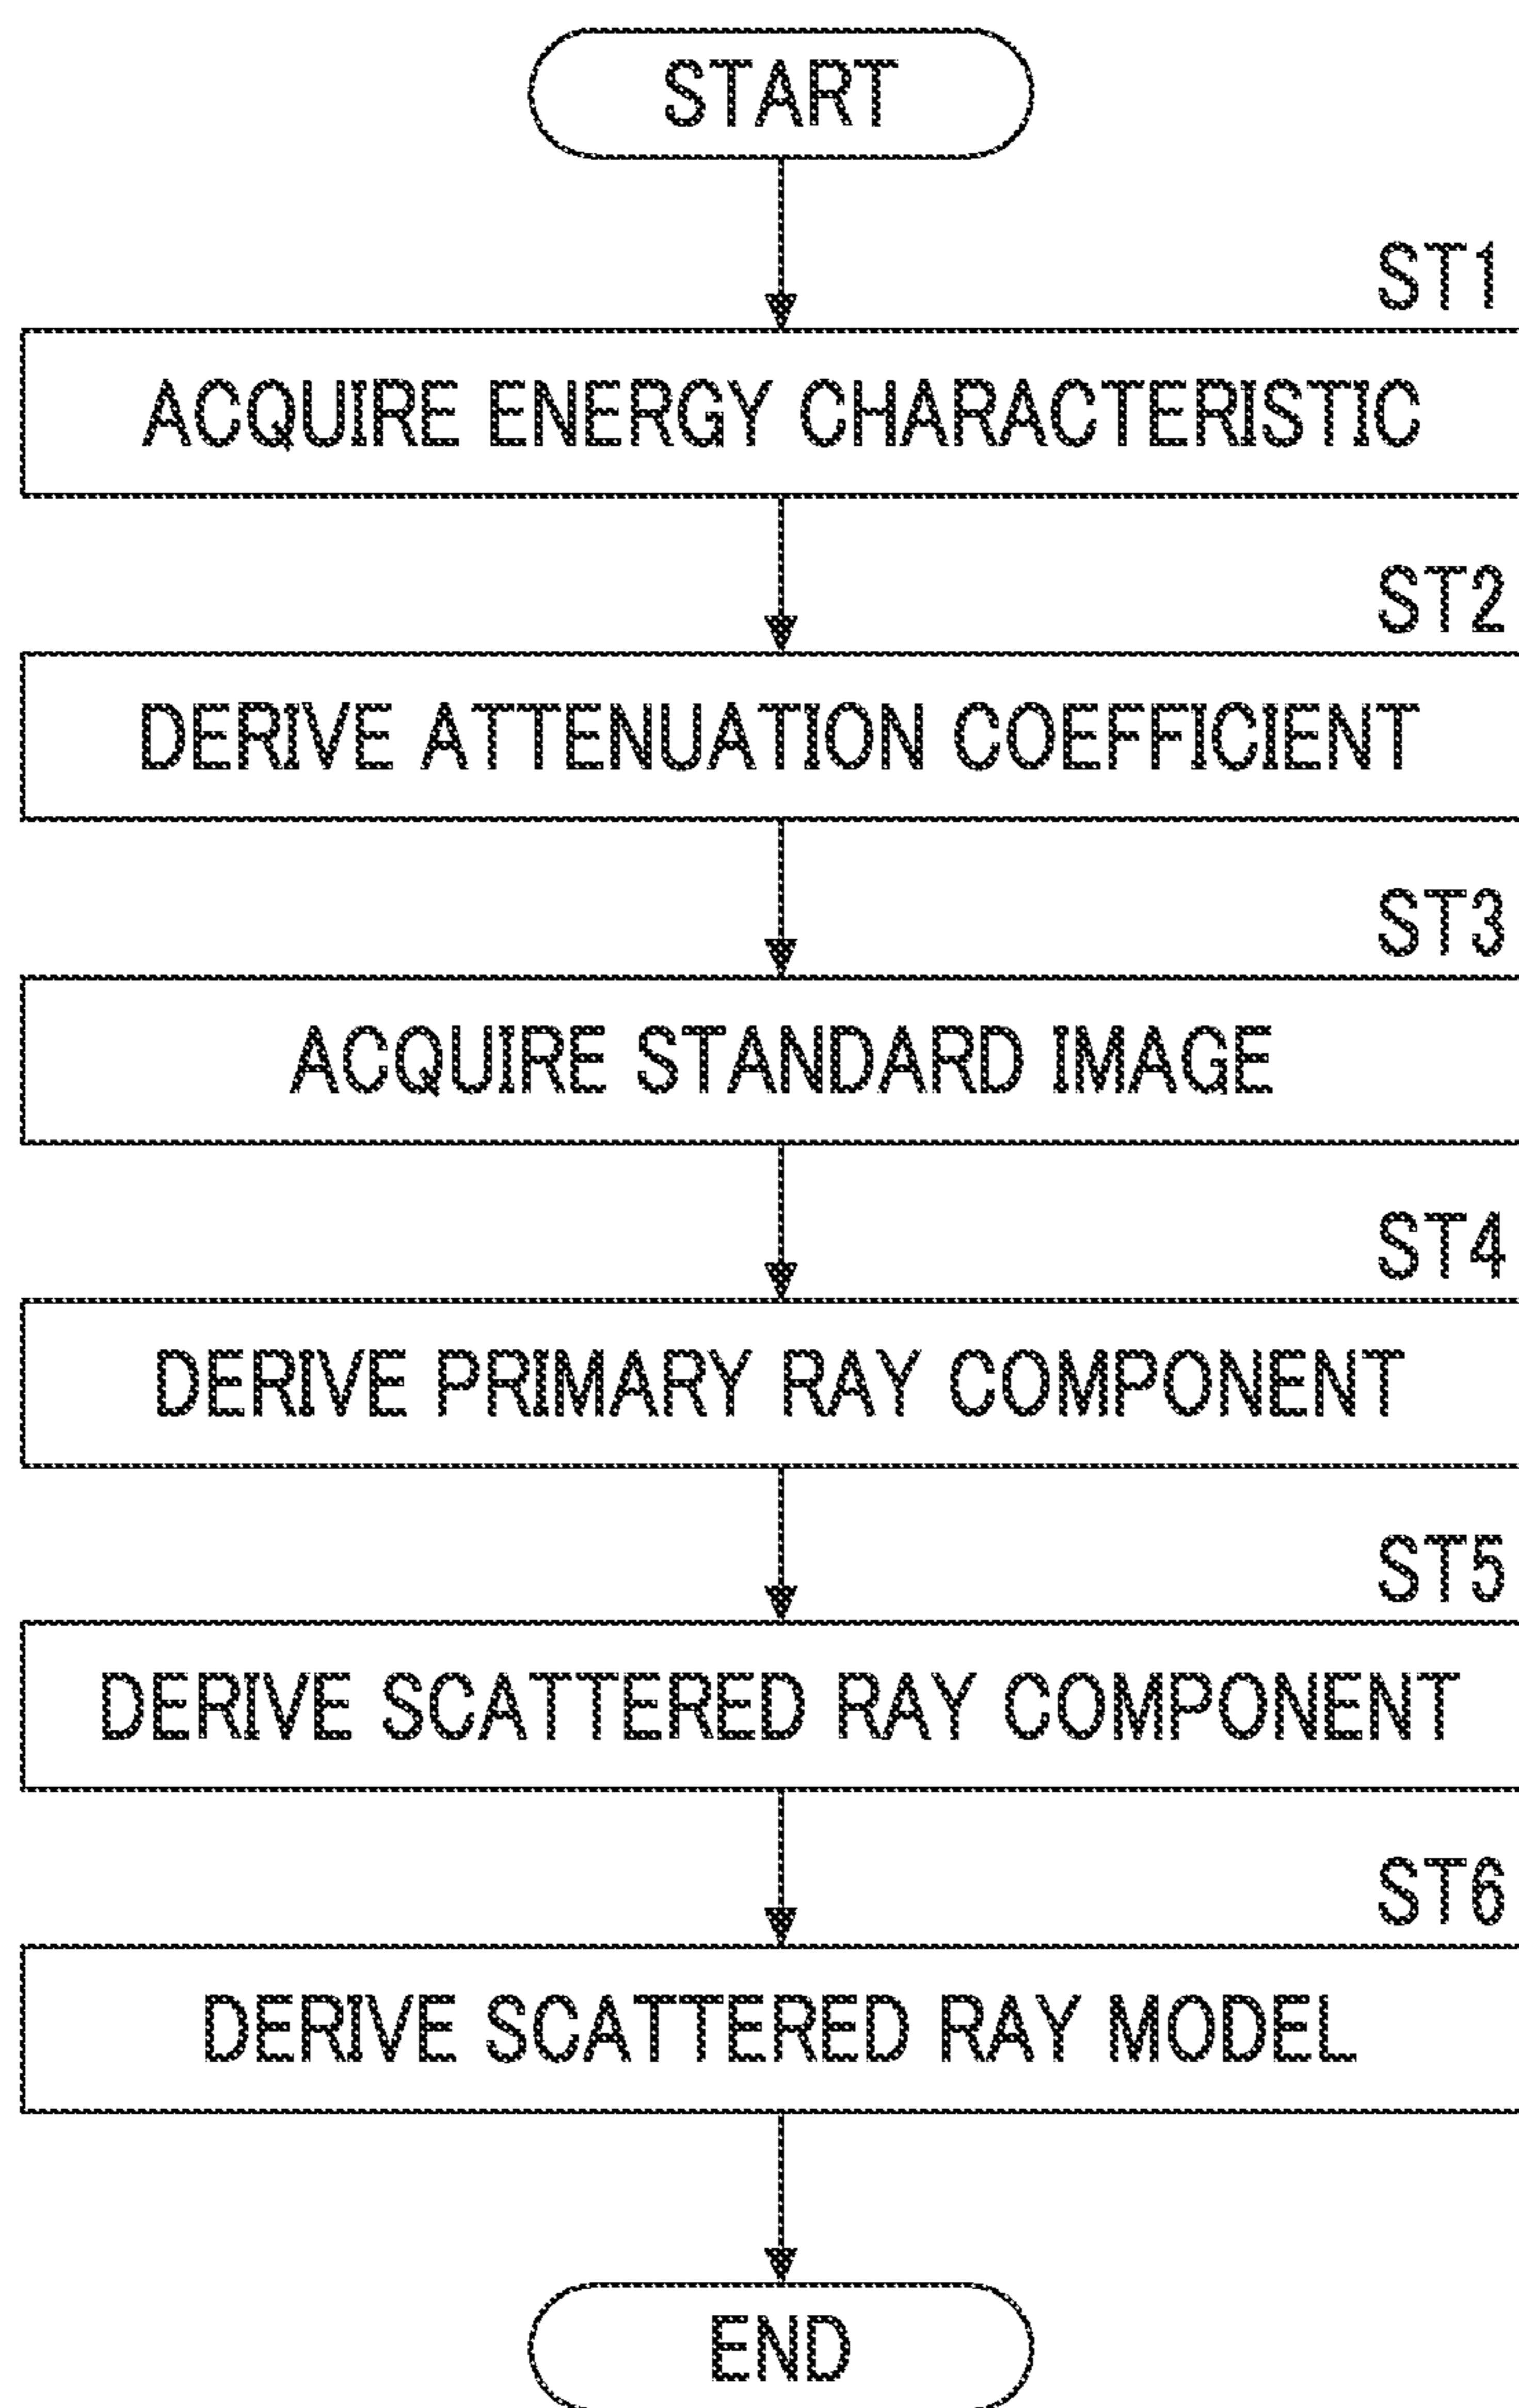 START
ST1
ACQUIRE ENERGY CHARACTERISTIC
ST2
DERIVE ATTENUATION COEFFICIENT
ST3
ACQUIRE STANDARD IMAGE
ST4
DERIVE PRIMARY RAY COMPONENT
ST5
DERIVE SCATTERED RAY COMPONENT
ST6
DERIVE SCATTERED RAY MODEL
END